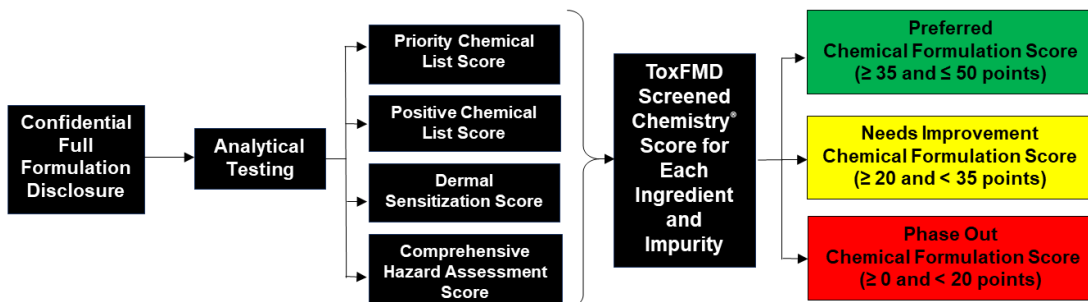 Confidential
Full
Formulation
Disclosure
Analytical
Testing
Priority Chemical
List Score
Positive Chemical
List Score
Dermal
Sensitization Score
Comprehensive
Hazard Assessment
Score
ToxFMD
Screened
Chemistry®
Score for
Each
Ingredient
and
Impurity
Preferred
Chemical Formulation Score
(≥ 35 and ≤ 50 points)
Needs Improvement
Chemical Formulation Score
(≥ 20 and < 35 points)
Phase Out
Chemical Formulation Score
(≥ 0 and < 20 points)